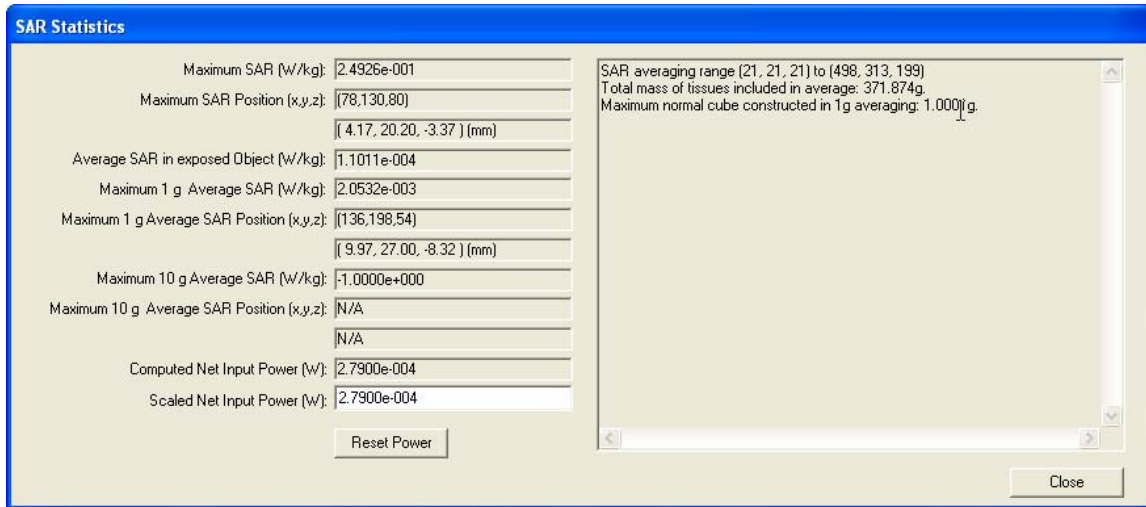 SAR Statistics
Maximum SAR (W/kg): 2.4926e-001
Maximum SAR Position (x,y,z): (78,130,80)
( 4.17, 20.20, -3.37 ) (mm)
Average SAR in exposed Object (W/kg): 1.1011e-004
Maximum 1 g Average SAR (W/kg): 2.0532e-003
Maximum 1 g Average SAR Position (x,y,z): (136,198,54)
( 9.97, 27.00, -8.32 ) (mm)
Maximum 10 g Average SAR (W/kg): -1.0000e+000
Maximum 10 g Average SAR Position (x,y,z): N/A
N/A
Computed Net Input Power (W): 2.7900e-004
Scaled Net Input Power (W): 2.7900e-004
Reset Power
SAR averaging range (21, 21, 21) to (498, 313, 199)
Total mass of tissues included in average: 371.874g.
Maximum normal cube constructed in 1g averaging: g.
Close